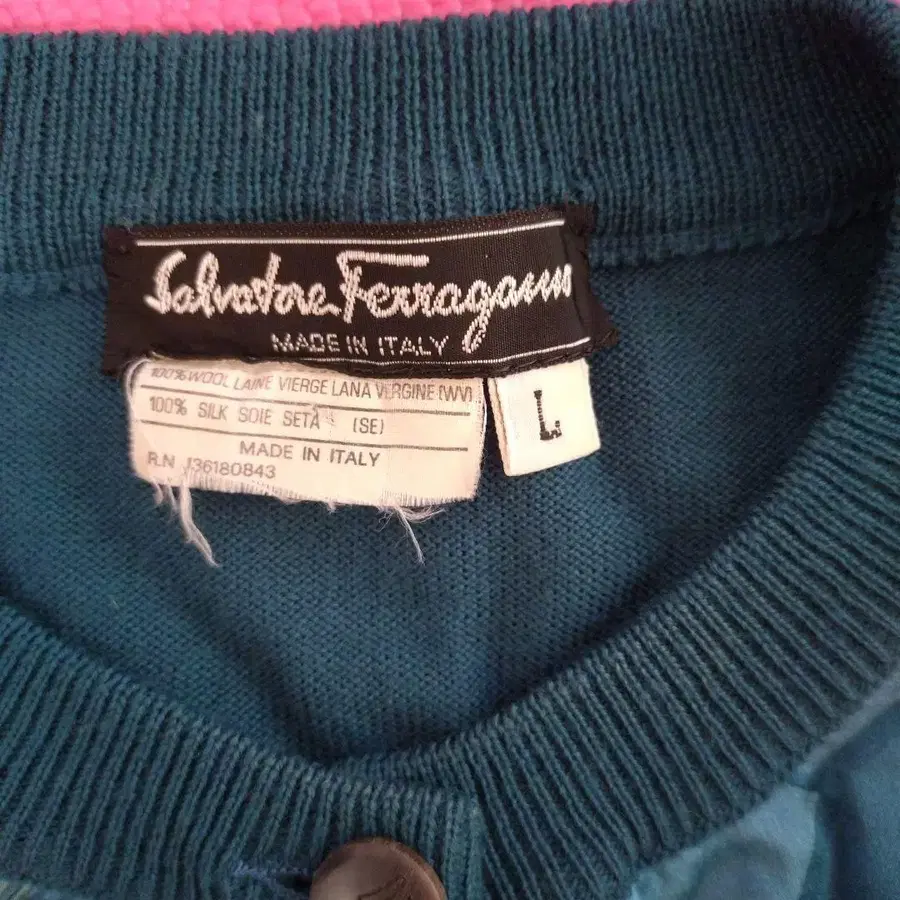 Salvatore Ferragamo
MADE IN ITALY
100% WOOL LAINE VIERGE LANA VERGINE (WV)
100% SILK SOIE SETA (SE)
MADE IN ITALY
R.N 136180843
L